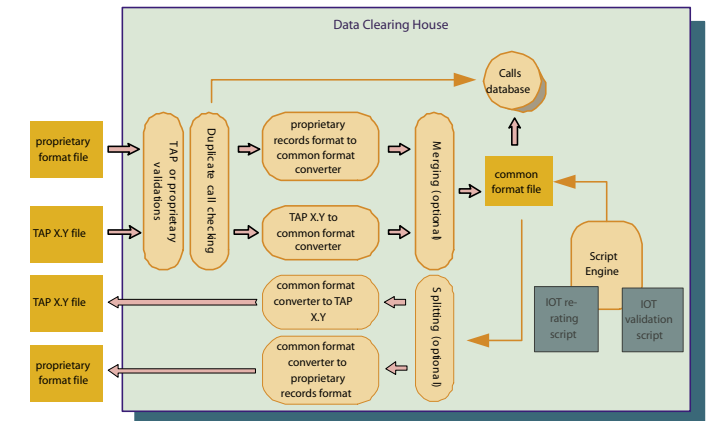 Data Clearing House
Calls
database
proprietary
format file
TAP or proprietary
validations
Duplicate call checking
proprietary
records format to
common format
converter
Merging (optional)
common
format file
TAP X.Y file
TAP X.Y to
common format
converter
Script
Engine
IOT re-
rating
script
IOT
validation
script
TAP X.Y file
common format
converter to TAP
X.Y
Splitting (optional)
proprietary
format file
common format
converter to
proprietary
records format